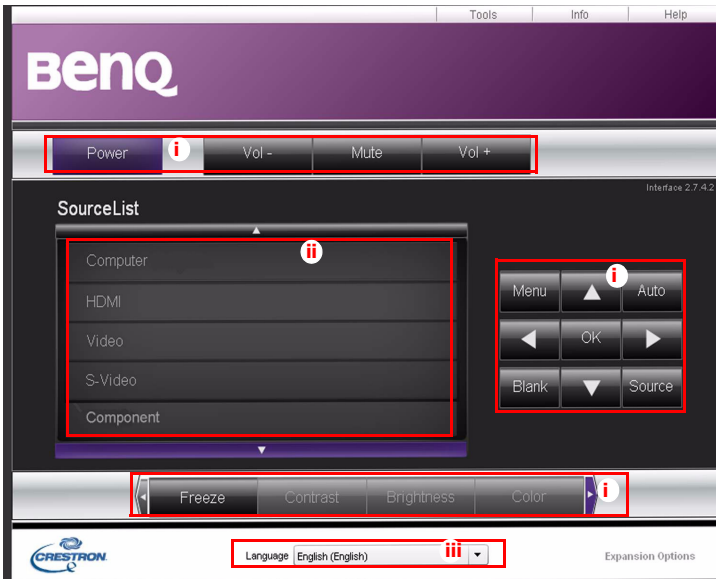 Tools Info Help
BenQ
Power i Vol - Mute Vol +
Interface 2.7.4.2
SourceList
ii
Computer
HDMI
Video
S-Video
Component
i
Menu Auto
OK
Blank Source
Freeze Contrast Brightness Color i
CRESTRON
Language English (English) iii
Expansion Options